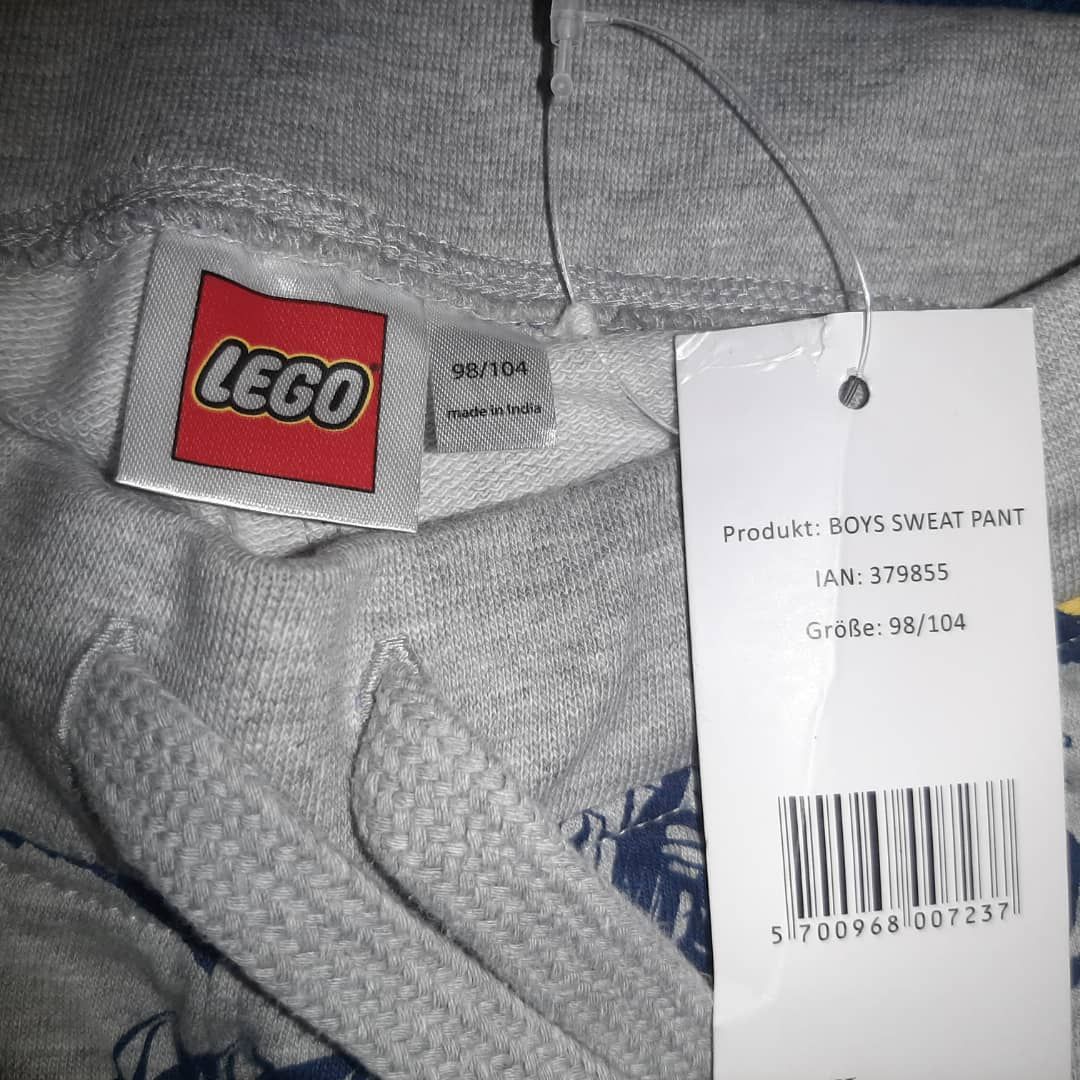 LEGO
98/104
made in India
Produkt: BOYS SWEAT PANT
IAN: 379855
Größe: 98/104
5 700968 007237